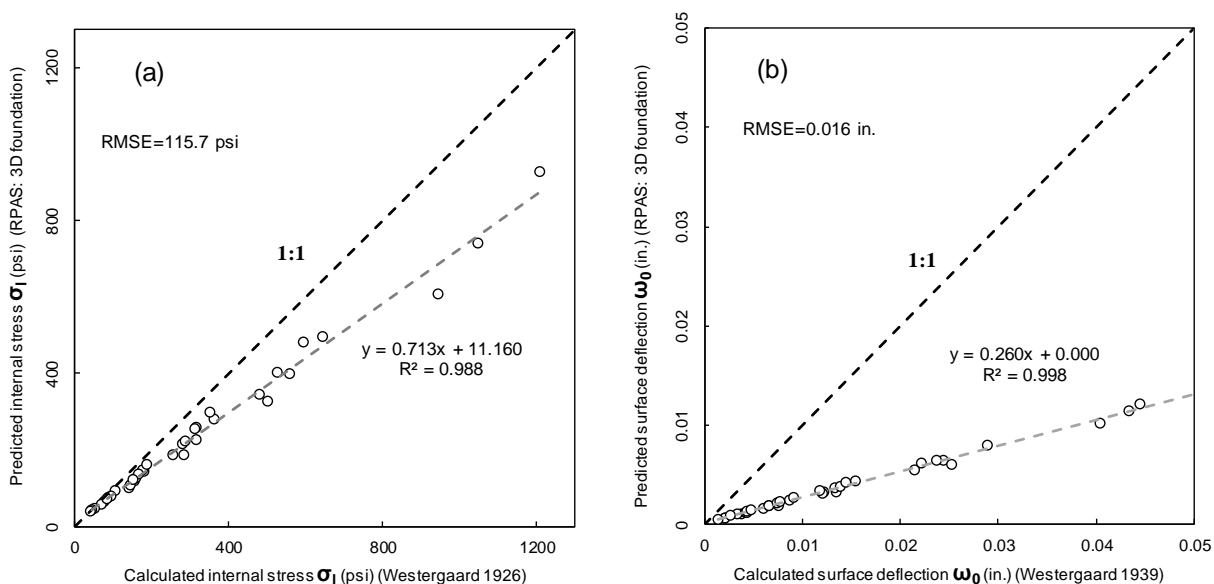 Predicted internal stress σI (psi) (RPAS: 3D foundation)
1200
800
400
0
(a)
RMSE=115.7 psi
1:1
y = 0.713x + 11.160
R² = 0.988
0 400 800 1200
Calculated internal stress σI (psi) (Westergaard 1926)
Predicted surface deflection ω0 (in.) (RPAS: 3D foundation)
0.05
0.04
0.03
0.02
0.01
0
(b)
RMSE=0.016 in.
1:1
y = 0.260x + 0.000
R² = 0.998
0 0.01 0.02 0.03 0.04 0.05
Calculated surface deflection ω0 (in.) (Westergaard 1939)